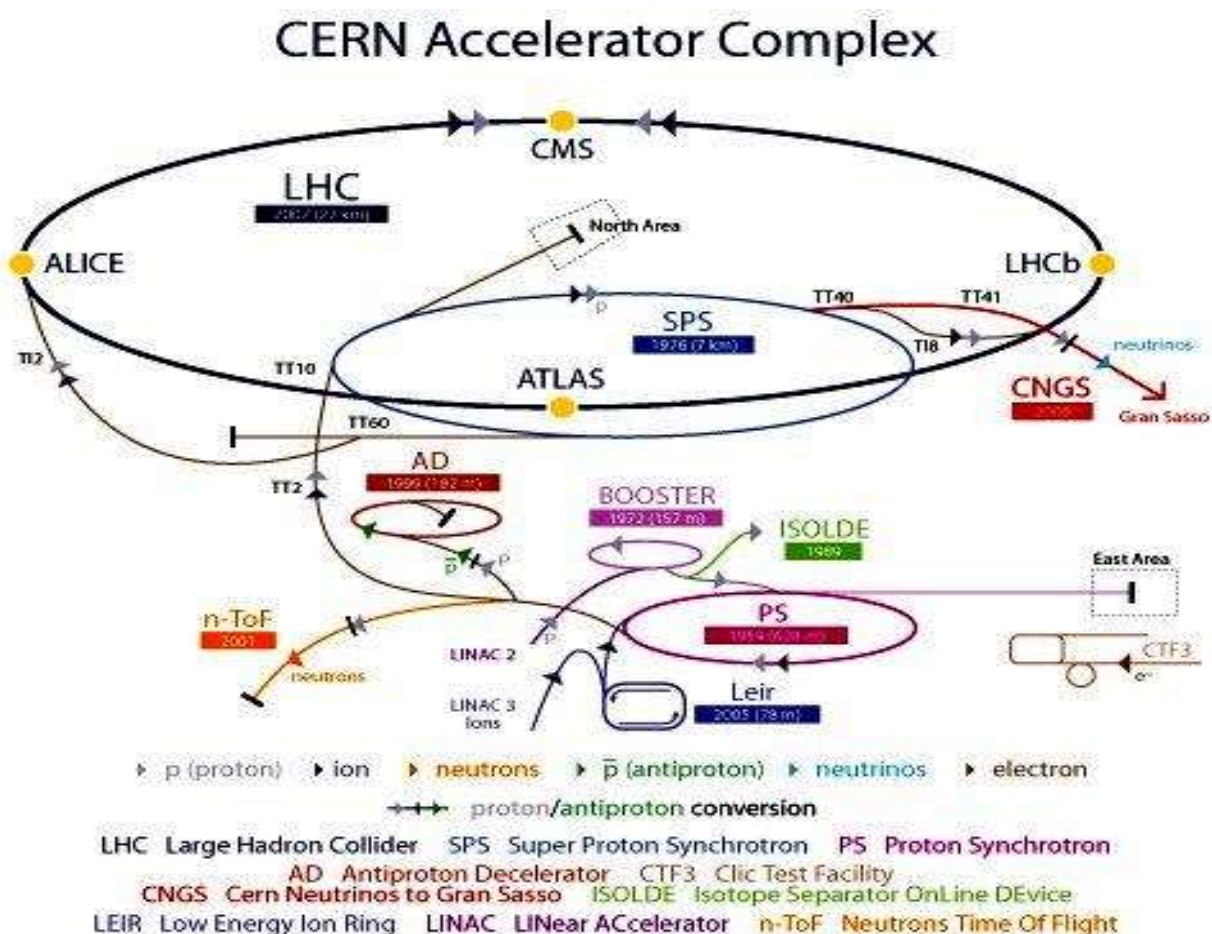 CERN Accelerator Complex
CMS
LHC
2007 (27 km)
North Area
ALICE
LHCb
TT40
TT41
p
SPS
1976 (7 km)
TI8
neutrinos
TI2
TT10
ATLAS
CNGS
Gran Sasso
TT60
AD
1999 (182 m)
TT2
BOOSTER
1972 (157 m)
ISOLDE
1989
p̅
p
East Area
n-ToF
2001
PS
1959 (628 m)
p
LINAC 2
neutrons
CTF3
e⁻
LINAC 3
Ions
Leir
2005 (78 m)
p (proton) ion neutrons p̅ (antiproton) neutrinos electron
proton/antiproton conversion
LHC Large Hadron Collider SPS Super Proton Synchrotron PS Proton Synchrotron
AD Antiproton Decelerator CTF3 Clic Test Facility
CNGS Cern Neutrinos to Gran Sasso ISOLDE Isotope Separator OnLine DEvice
LEIR Low Energy Ion Ring LINAC LINear ACcelerator n-ToF Neutrons Time Of Flight